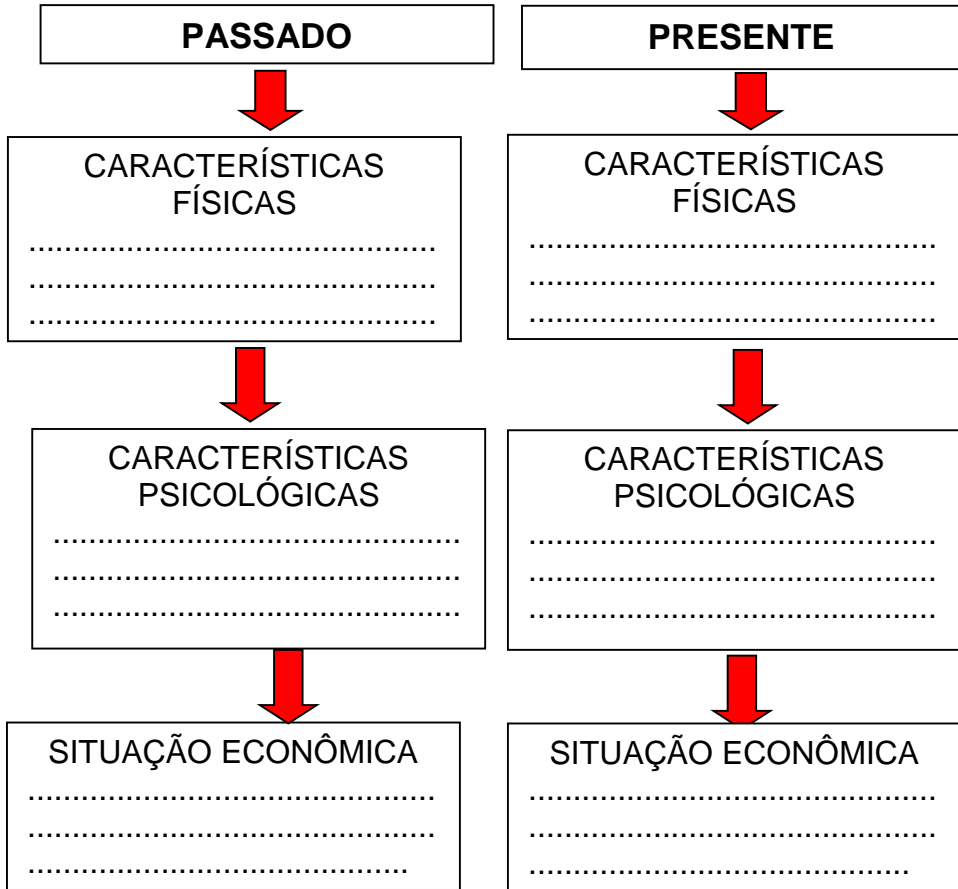 PASSADO
CARACTERÍSTICAS
FÍSICAS
..............................................
..............................................
..............................................
CARACTERÍSTICAS
PSICOLÓGICAS
..............................................
..............................................
..............................................
SITUAÇÃO ECONÔMICA
..............................................
..............................................
...........................................
PRESENTE
CARACTERÍSTICAS
FÍSICAS
..............................................
..............................................
..............................................
CARACTERÍSTICAS
PSICOLÓGICAS
..............................................
..............................................
..............................................
SITUAÇÃO ECONÔMICA
..............................................
..............................................
...........................................